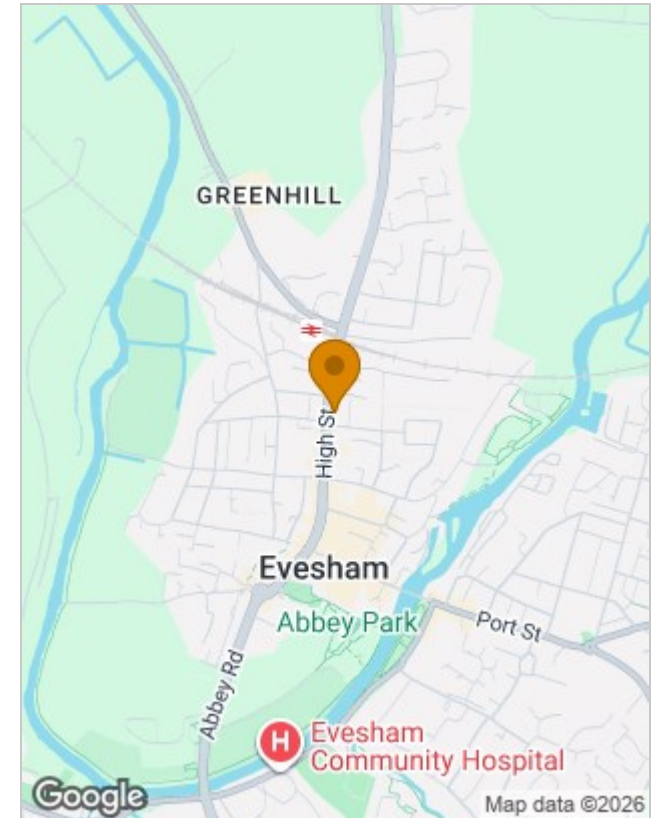 GREENHILL
High St
Evesham
Abbey Park
Port St
Abbey Rd
H
Evesham
Community Hospital
Google
Map data ©2026